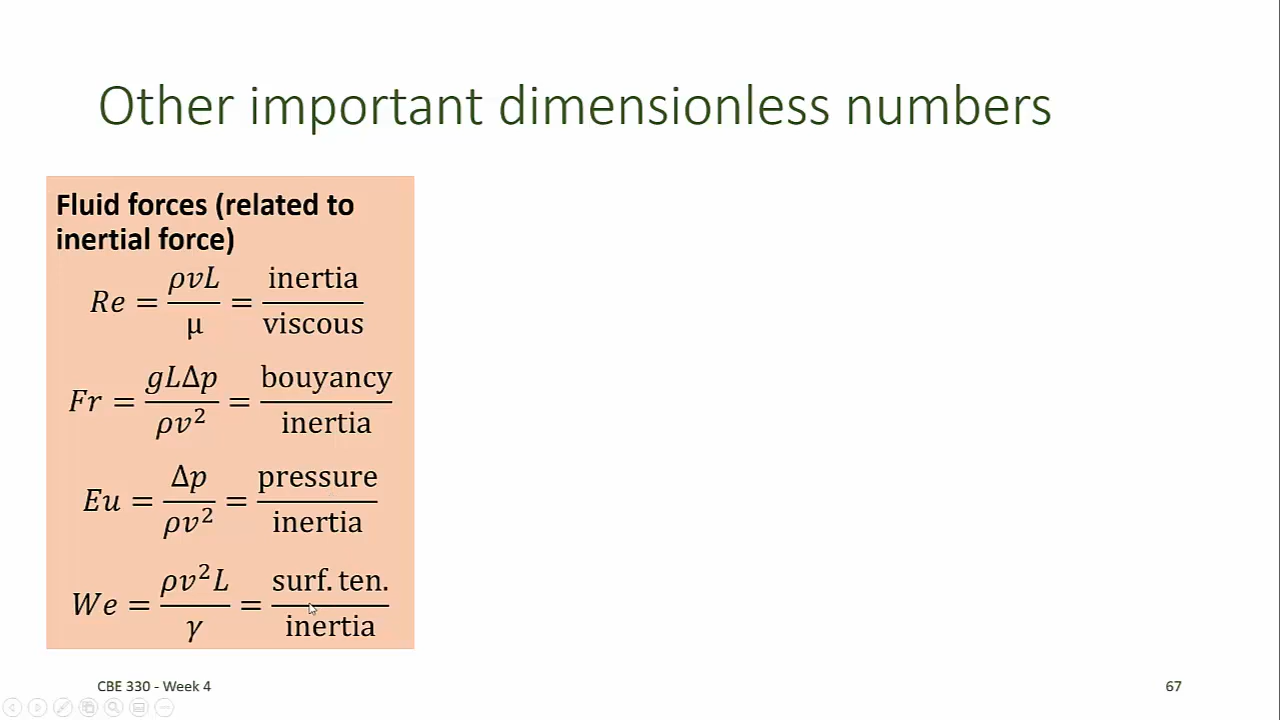 Other important dimensionless numbers
Fluid forces (related to
inertial force)
Re = ρvL/μ = inertia/viscous
Fr = gLΔp/ρv² = bouyancy/inertia
Eu = Δp/ρv² = pressure/inertia
We = ρv²L/γ = surf. ten./inertia
CBE 330 - Week 4
67